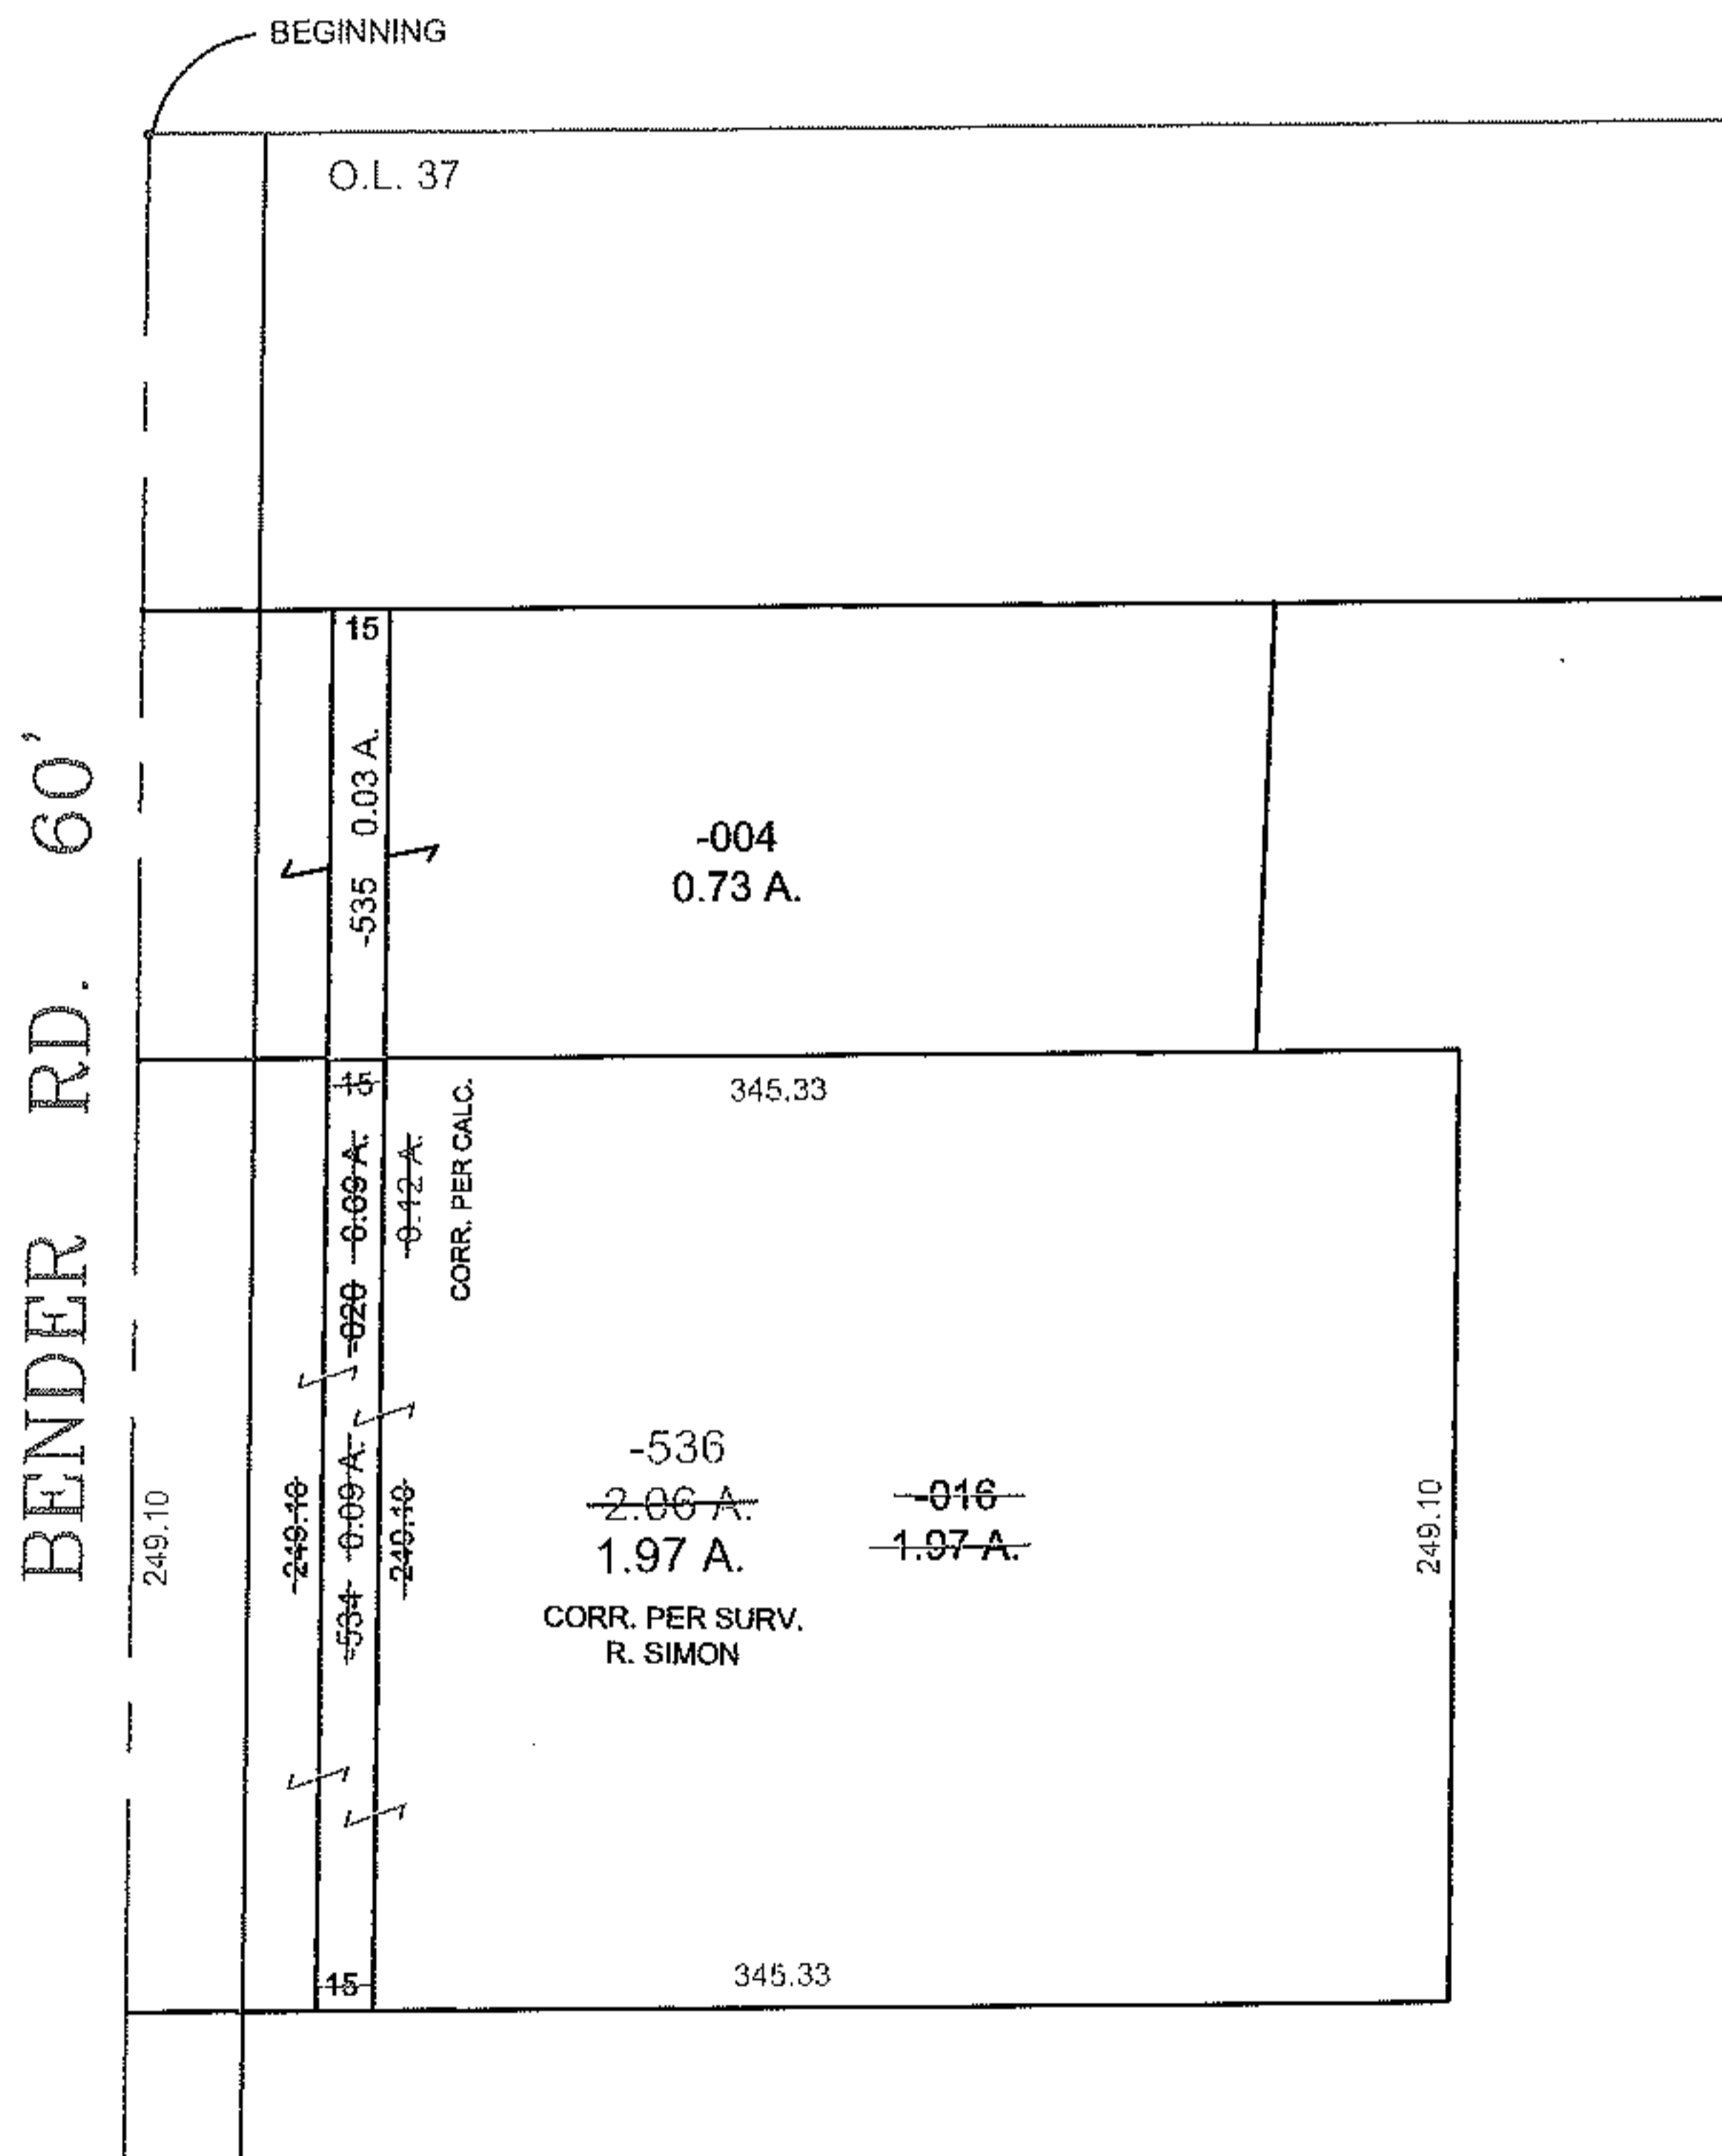 BEGINNING
O.L. 37
BENDER RD. 60'
15
-535 0.03 A.
-004
0.73 A.
15
345.33
-020 0.09 A.
0.12 A.
CORR. PER CALC.
249.10
249.10
-534 0.09 A.
249.10
-536
2.06 A.
1.97 A.
CORR. PER SURV.
R. SIMON
-016
1.97 A.
249.10
15
345.33